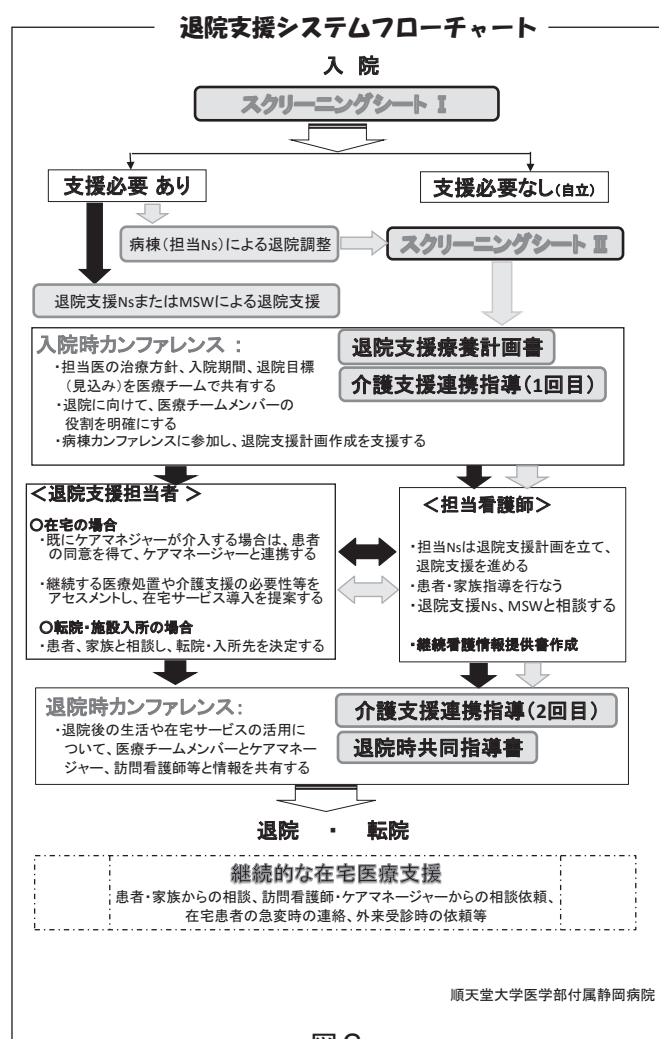 退院支援システムフローチャート
入 院
スクリーニングシート Ⅰ
支援必要 あり
支援必要なし(自立)
病棟(担当Ns)による退院調整
スクリーニングシート Ⅱ
退院支援NsまたはMSWによる退院支援
入院時カンファレンス :
・担当医の治療方針、入院期間、退院目標
(見込み)を医療チームで共有する
・退院に向けて、医療チームメンバーの
役割を明確にする
・病棟カンファレンスに参加し、退院支援計画作成を支援する
退院支援療養計画書
介護支援連携指導(1回目)
<退院支援担当者 >
○在宅の場合
・既にケアマネジャーが介入する場合は、患者
の同意を得て、ケアマネージャーと連携する
・継続する医療処置や介護支援の必要性等を
アセスメントし、在宅サービス導入を提案する
○転院・施設入所の場合
・患者、家族と相談し、転院・入所先を決定する
<担当看護師>
・担当Nsは退院支援計画を立て、
退院支援を進める
・患者・家族指導を行なう
・退院支援Ns、MSWと相談する
・継続看護情報提供書作成
退院時カンファレンス:
・退院後の生活や在宅サービスの活用に
ついて、医療チームメンバーとケアマネー
ジャー、訪問看護師等と情報を共有する
介護支援連携指導(2回目)
退院時共同指導書
退院 ・ 転院
継続的な在宅医療支援
患者・家族からの相談、訪問看護師・ケアマネージャーからの相談依頼、
在宅患者の急変時の連絡、外来受診時の依頼等
順天堂大学医学部付属静岡病院